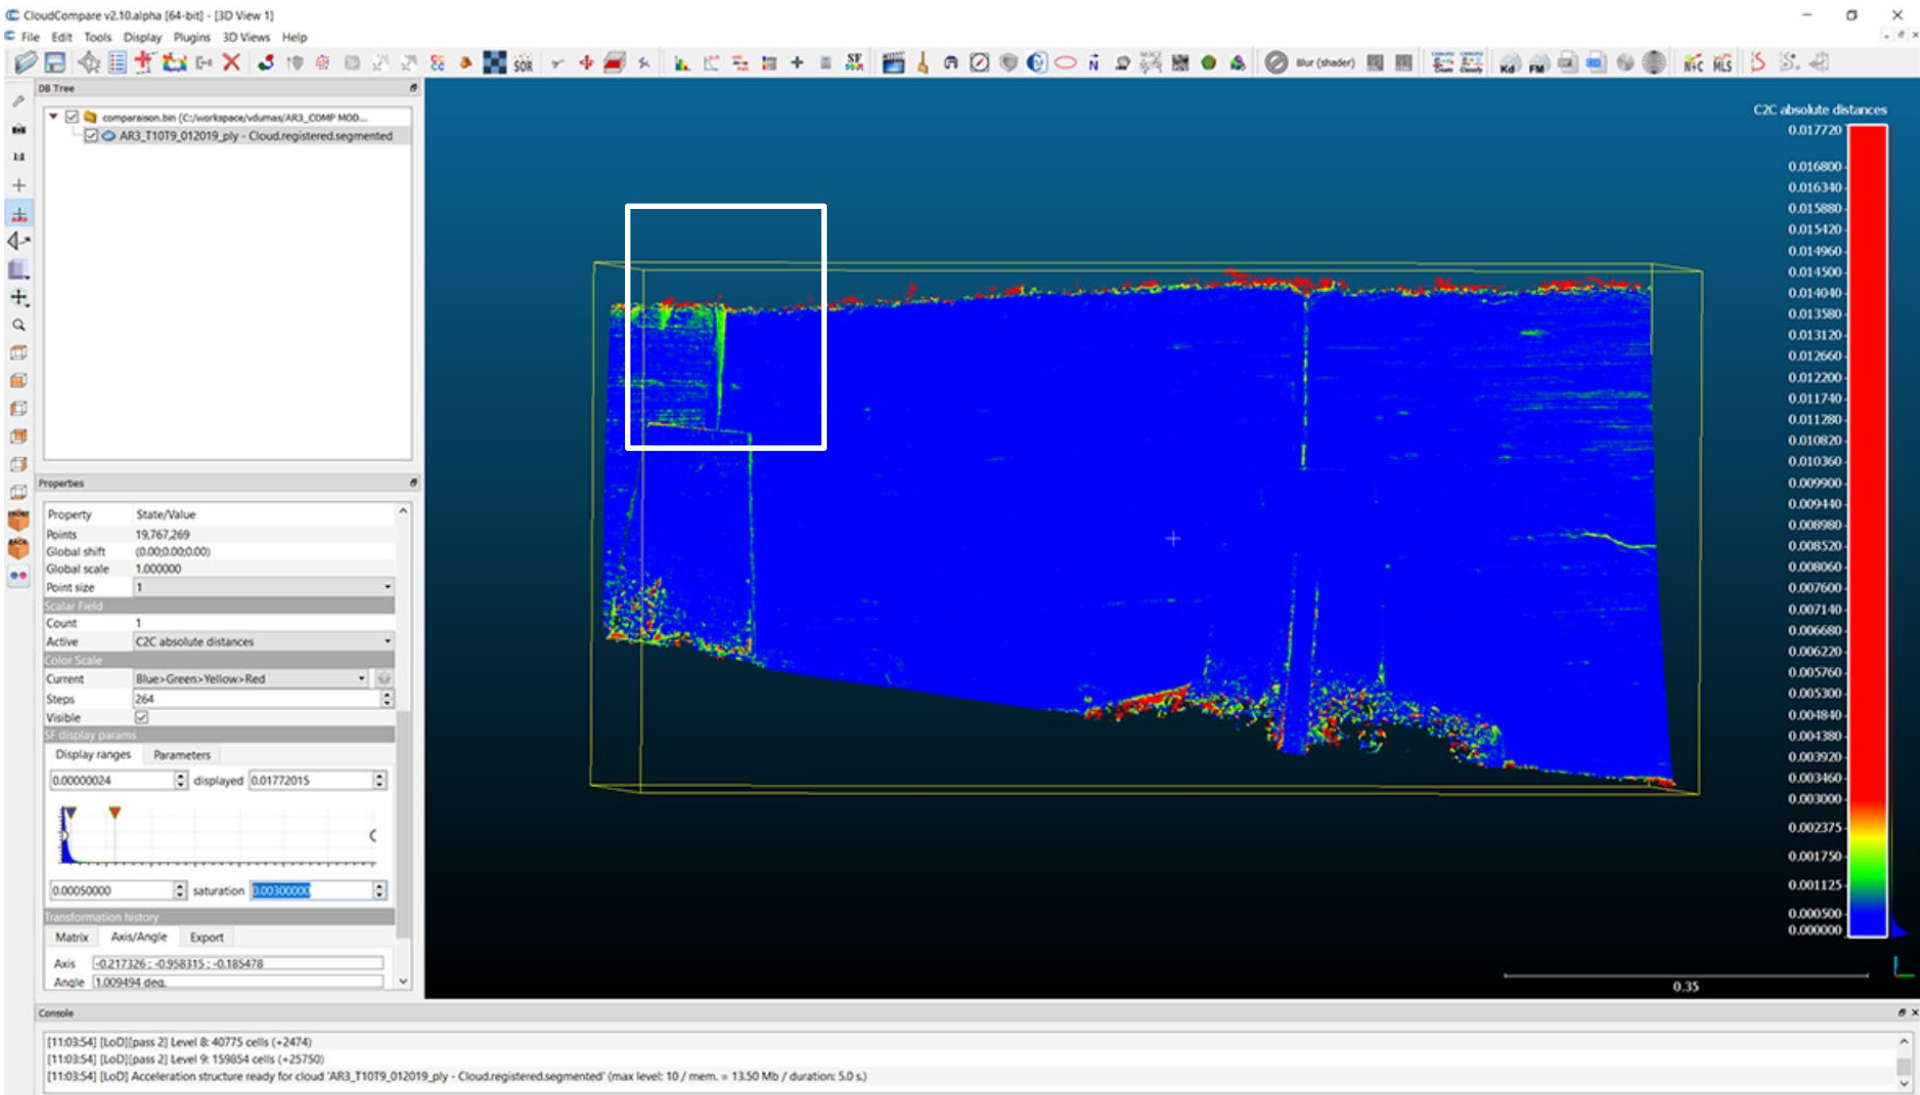 CloudCompare v2.10.alpha [64-bit] - [3D View 1]
File Edit Tools Display Plugins 3D Views Help
SOR SF Blur (shader) Kd FM N+C MLS
DB Tree
comparaison.bin (C:/workspace/vdumas/AR3_COMP MOD...
AR3_T10T9_012019_ply - Cloud.registered.segmented
1:1
FRONT
BACK
Properties
Property State/Value
Points 19,767,269
Global shift (0.00;0.00;0.00)
Global scale 1.000000
Point size 1
Scalar Field
Count 1
Active C2C absolute distances
Color Scale
Current Blue>Green>Yellow>Red
Steps 264
Visible
SF display params
Display ranges Parameters
0.00000024 displayed 0.01772015
0.00050000 saturation 0.00300000
Transformation history
Matrix Axis/Angle Export
Axis -0.217326 ; -0.958315 ; -0.185478
Angle 1.009494 deg.
C2C absolute distances
0.017720
0.016800
0.016340
0.015880
0.015420
0.014960
0.014500
0.014040
0.013580
0.013120
0.012660
0.012200
0.011740
0.011280
0.010820
0.010360
0.009900
0.009440
0.008980
0.008520
0.008060
0.007600
0.007140
0.006680
0.006220
0.005760
0.005300
0.004840
0.004380
0.003920
0.003460
0.003000
0.002375
0.001750
0.001125
0.000500
0.000000
0.35
Console
[11:03:54] [LoD][pass 2] Level 8: 40775 cells (+2474)
[11:03:54] [LoD][pass 2] Level 9: 159854 cells (+25750)
[11:03:54] [LoD] Acceleration structure ready for cloud 'AR3_T10T9_012019_ply - Cloud.registered.segmented' (max level: 10 / mem. = 13.50 Mb / duration: 5.0 s.)